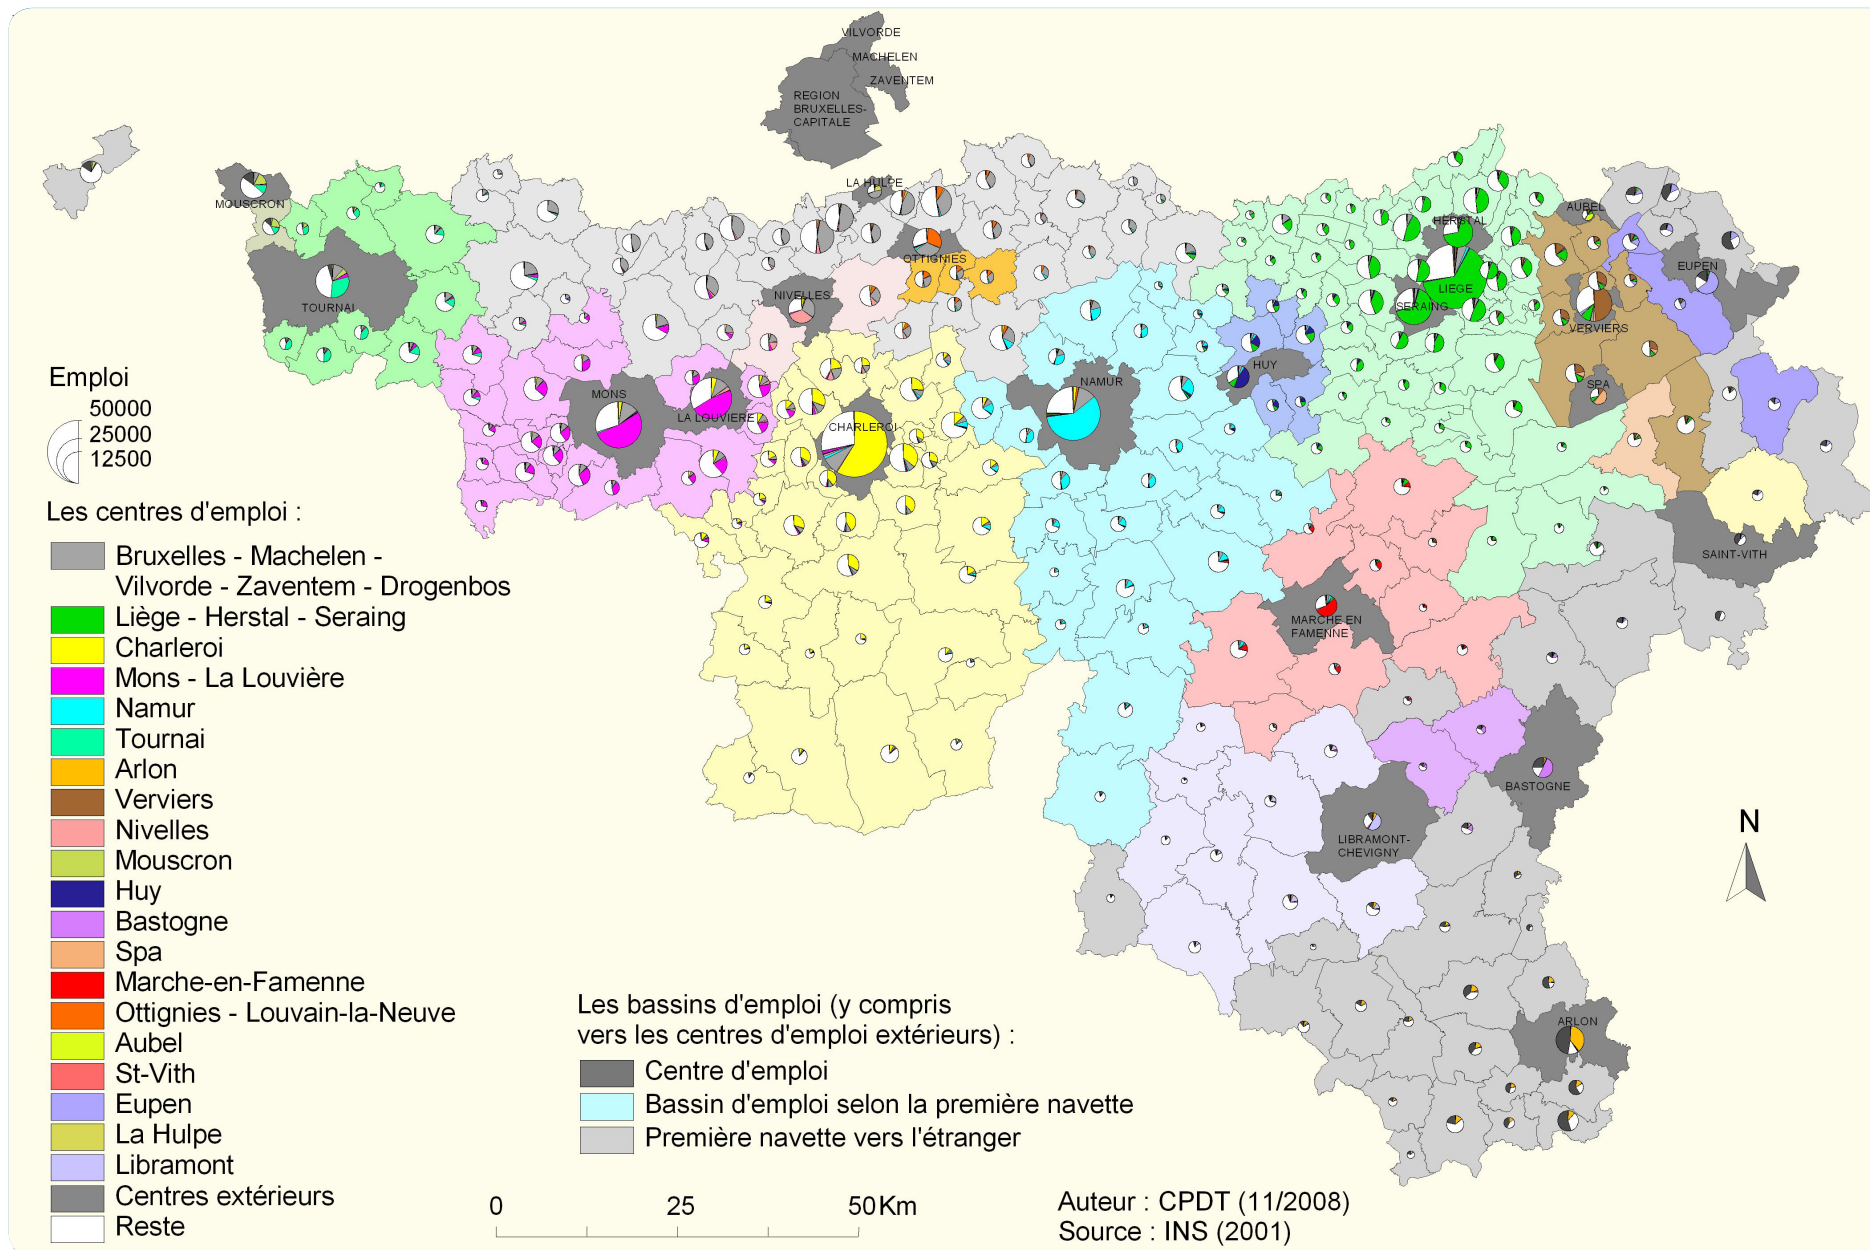 VILVORDE
MACHELEN
ZAVENTEM
REGION
BRUXELLES-
CAPITALE
LA HULPE
MOUSCRON
TOURNAI
OTTIGNIES
NIVELLES
HERSTAL
AUBEL
LIEGE
SERAING
EUPEN
VERVIERS
HUY
SPA
NAMUR
MONS
LA LOUVIERE
CHARLEROI
SAINT-VITH
MARCHE EN
FAMENNE
BASTOGNE
LIBRAMONT-
CHEVIGNY
ARLON
N
Emploi
50000
25000
12500
Les centres d'emploi :
Bruxelles - Machelen -
Vilvorde - Zaventem - Drogenbos
Liège - Herstal - Seraing
Charleroi
Mons - La Louvière
Namur
Tournai
Arlon
Verviers
Nivelles
Mouscron
Huy
Bastogne
Spa
Marche-en-Famenne
Ottignies - Louvain-la-Neuve
Aubel
St-Vith
Eupen
La Hulpe
Libramont
Centres extérieurs
Reste
Les bassins d'emploi (y compris
vers les centres d'emploi extérieurs) :
Centre d'emploi
Bassin d'emploi selon la première navette
Première navette vers l'étranger
0 25 50 Km
Auteur : CPDT (11/2008)
Source : INS (2001)